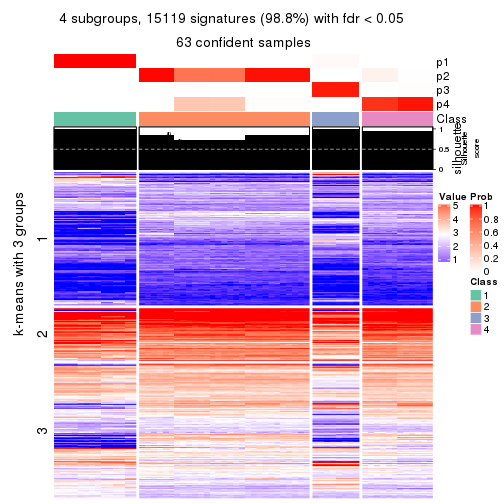 4 subgroups, 15119 signatures (98.8%) with fdr < 0.05
63 confident samples
p1
p2
p3
p4
Class
1
0.5
0
silhouette
Silhouette
score
k-means with 3 groups
1
2
3
Value
5
4
3
2
1
Prob
1
0.8
0.6
0.4
0.2
0
Class
1
2
3
4